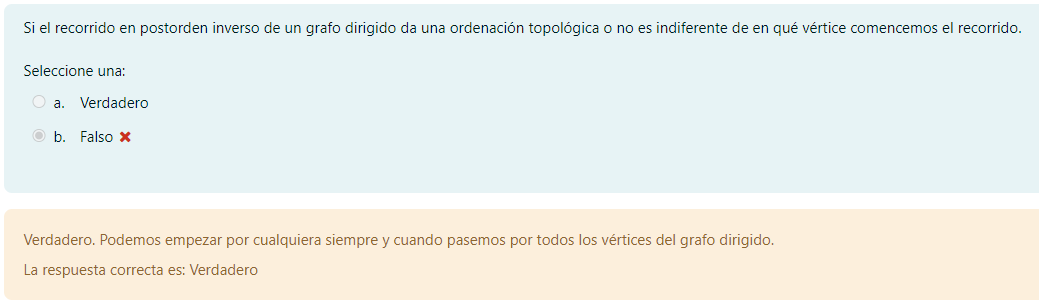 Si el recorrido en postorden inverso de un grafo dirigido da una ordenación topológica o no es indiferente de en qué vértice comencemos el recorrido.
Seleccione una:
a. Verdadero
b. Falso ✖
Verdadero. Podemos empezar por cualquiera siempre y cuando pasemos por todos los vértices del grafo dirigido.
La respuesta correcta es: Verdadero